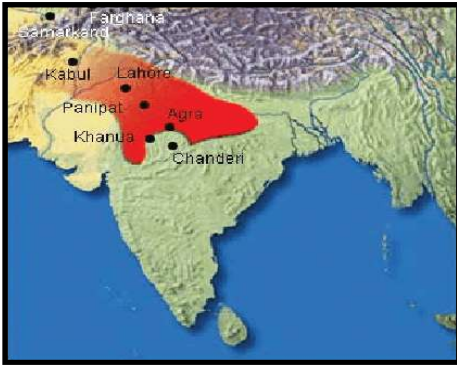 Farghana
Samarkand
Kabul
Lahore
Panipat
Agra
Khanua
Chanderi